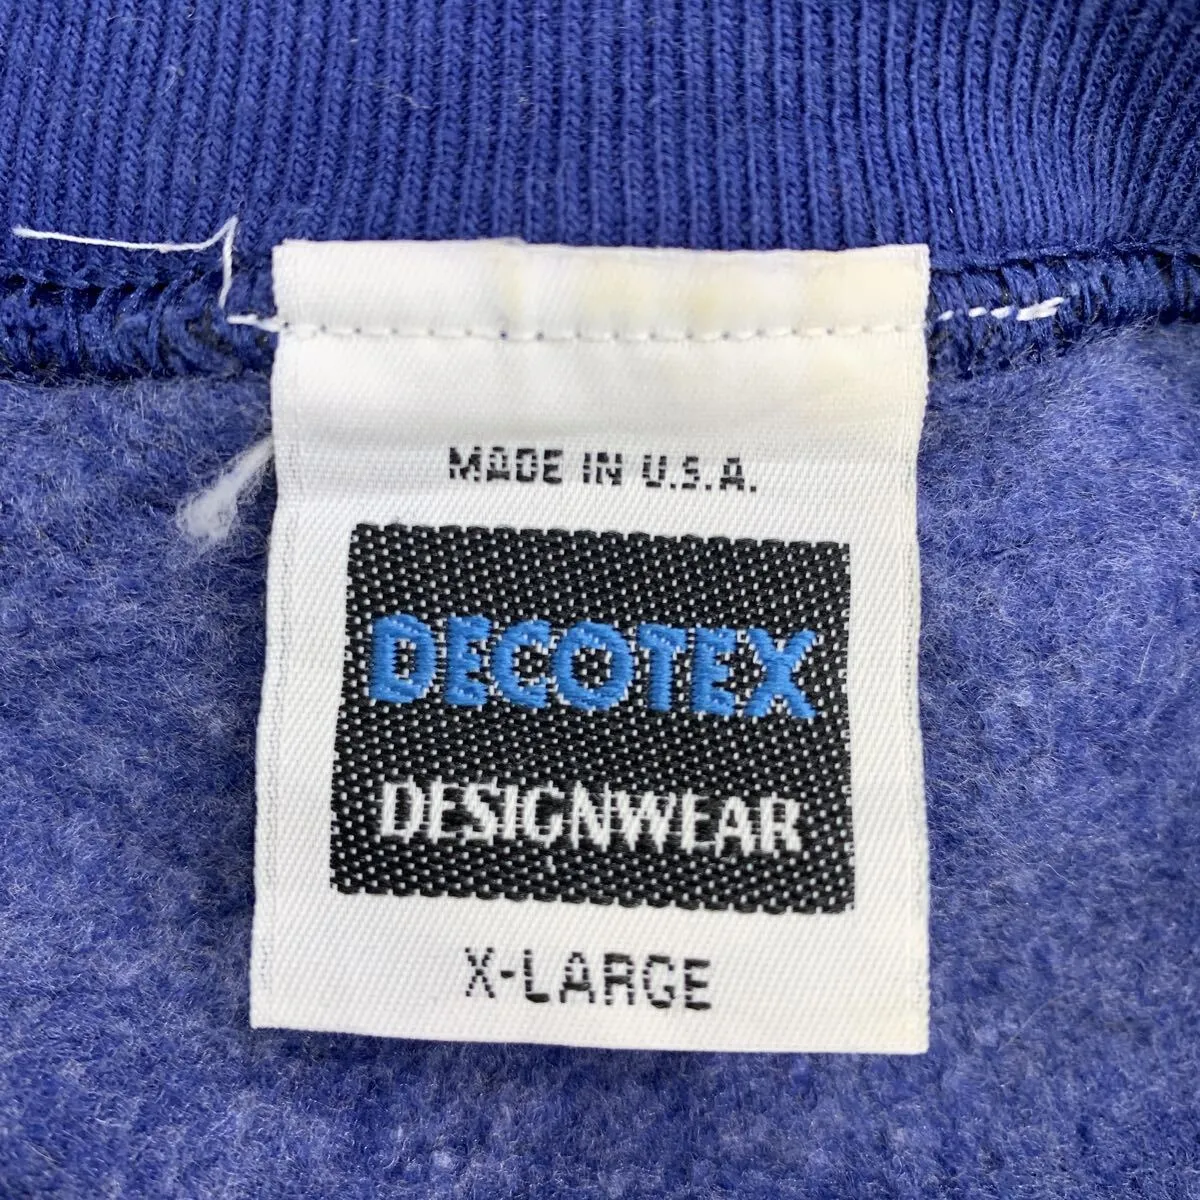 MADE IN U.S.A.
DECOTEX
DESIGNWEAR
X-LARGE